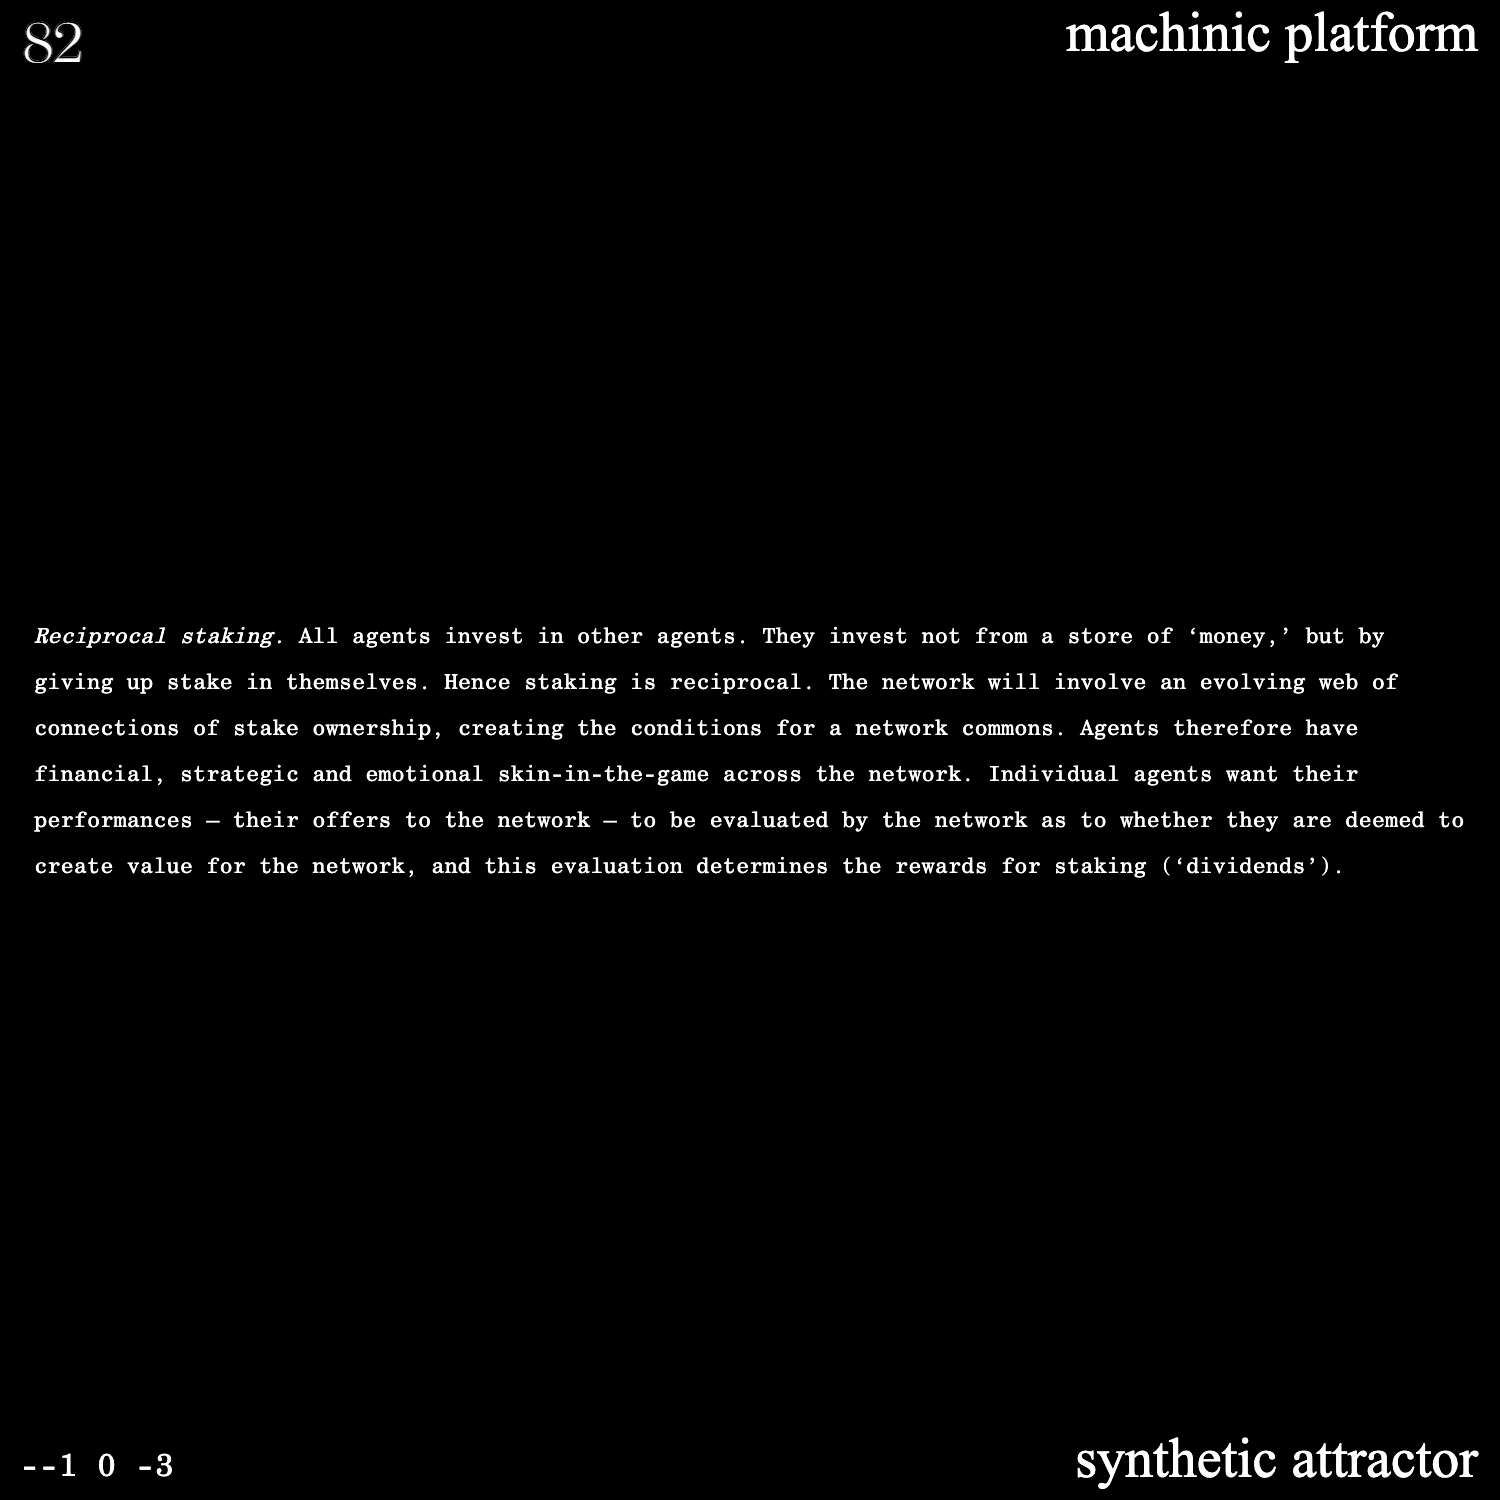 82
machinic platform
Reciprocal staking. All agents invest in other agents. They invest not from a store of ‘money,’ but by
giving up stake in themselves. Hence staking is reciprocal. The network will involve an evolving web of
connections of stake ownership, creating the conditions for a network commons. Agents therefore have
financial, strategic and emotional skin-in-the-game across the network. Individual agents want their
performances – their offers to the network – to be evaluated by the network as to whether they are deemed to
create value for the network, and this evaluation determines the rewards for staking (‘dividends’).
--1 0 -3
synthetic attractor